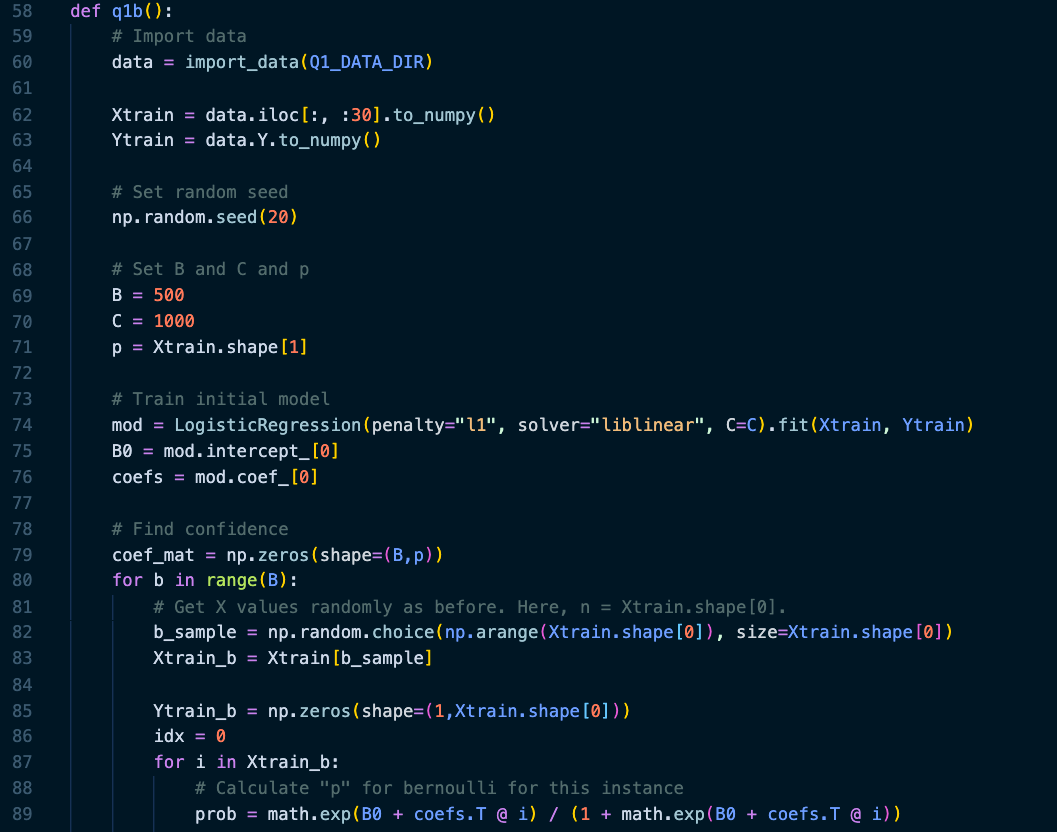 58 def q1b():
59     # Import data
60     data = import_data(Q1_DATA_DIR)
61
62     Xtrain = data.iloc[:, :30].to_numpy()
63     Ytrain = data.Y.to_numpy()
64
65     # Set random seed
66     np.random.seed(20)
67
68     # Set B and C and p
69     B = 500
70     C = 1000
71     p = Xtrain.shape[1]
72
73     # Train initial model
74     mod = LogisticRegression(penalty="l1", solver="liblinear", C=C).fit(Xtrain, Ytrain)
75     B0 = mod.intercept_[0]
76     coefs = mod.coef_[0]
77
78     # Find confidence
79     coef_mat = np.zeros(shape=(B,p))
80     for b in range(B):
81         # Get X values randomly as before. Here, n = Xtrain.shape[0].
82         b_sample = np.random.choice(np.arange(Xtrain.shape[0]), size=Xtrain.shape[0])
83         Xtrain_b = Xtrain[b_sample]
84
85         Ytrain_b = np.zeros(shape=(1,Xtrain.shape[0]))
86         idx = 0
87         for i in Xtrain_b:
88             # Calculate "p" for bernoulli for this instance
89             prob = math.exp(B0 + coefs.T @ i) / (1 + math.exp(B0 + coefs.T @ i))